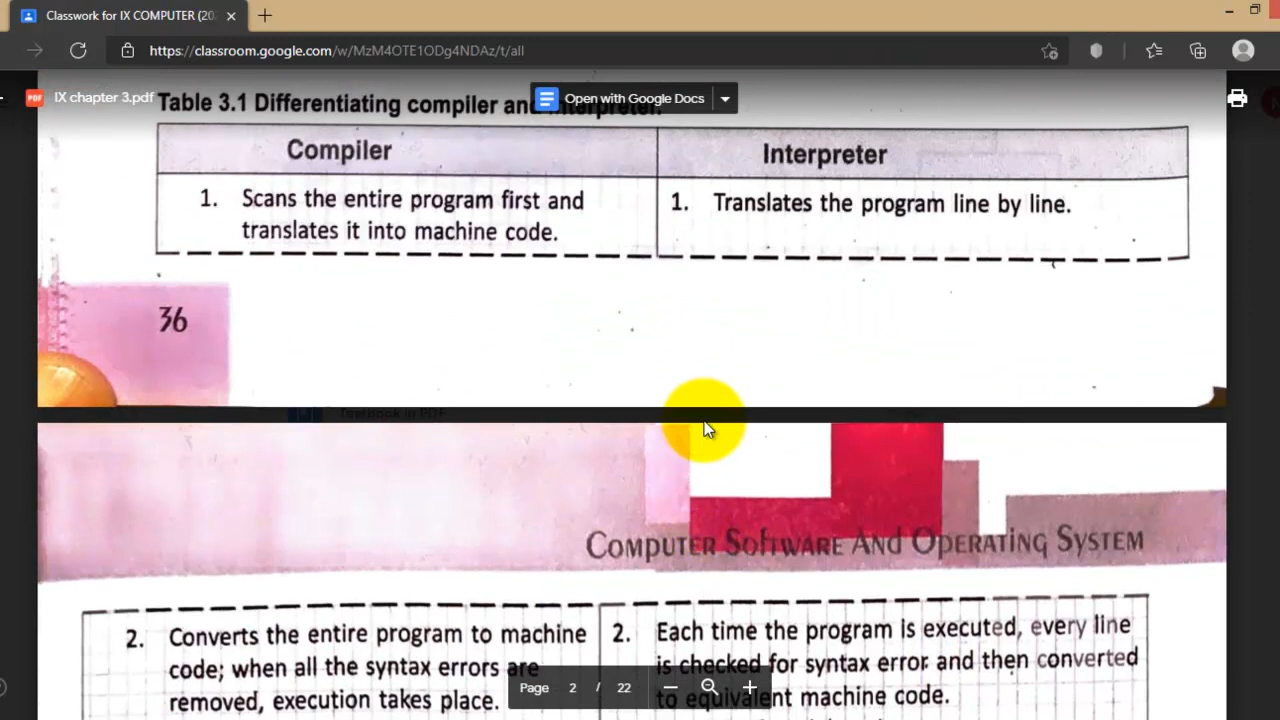 Classwork for IX COMPUTER (20
https://classroom.google.com/w/MzM4OTE1ODg4NDAz/t/all
PDF IX chapter 3.pdf
Open with Google Docs
Table 3.1 Differentiating compiler and Interpreter.
Compiler Interpreter
1. Scans the entire program first and 1. Translates the program line by line.
translates it into machine code.
36
Textbook in PDF
COMPUTER SOFTWARE AND OPERATING SYSTEM
2. Converts the entire program to machine 2. Each time the program is executed, every line
code; when all the syntax errors are is checked for syntax error and then converted
removed, execution takes place. to equivalent machine code.
Page 2 / 22